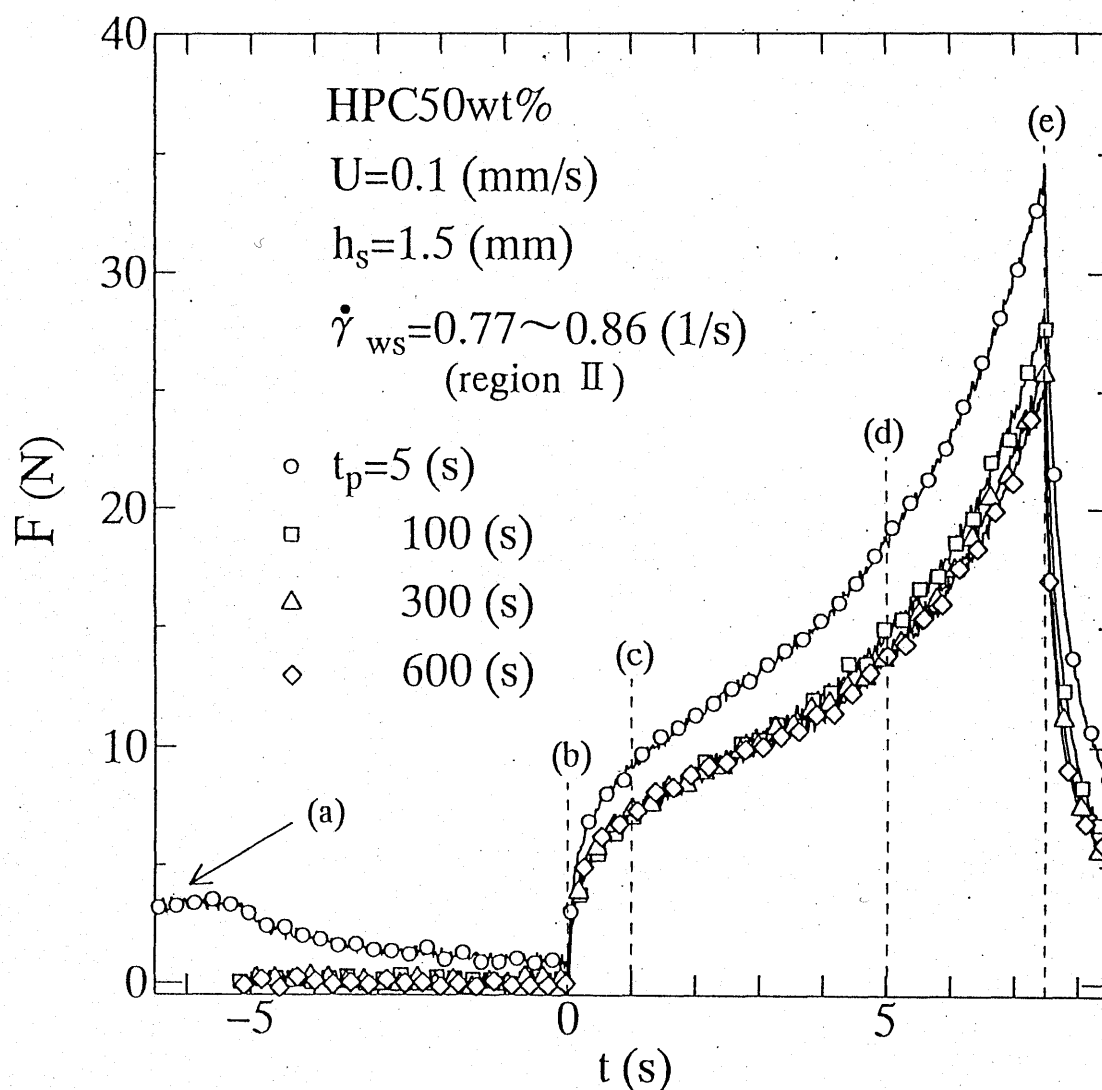 40
30
20
10
0
F (N)
HPC50wt%
U=0.1 (mm/s)
hs=1.5 (mm)
γ̇ ws=0.77～0.86 (1/s)
(region Ⅱ)
tp=5 (s)
100 (s)
300 (s)
600 (s)
(a)
(b)
(c)
(d)
(e)
−5
0
5
t (s)